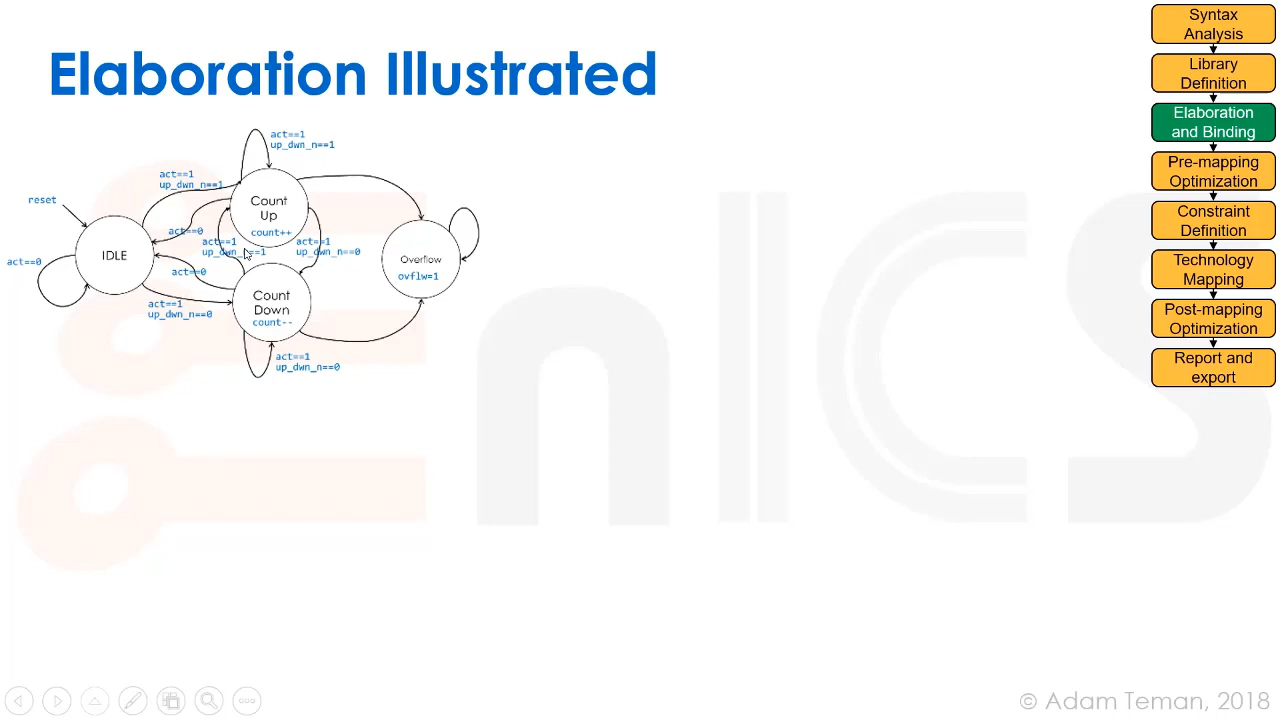 Elaboration Illustrated
act==1
up_dwn_n==1
act==1
up_dwn_n==1
reset
Count
Up
count++
act==0
act==1
up_dwn_n==1
act==1
up_dwn_n==0
IDLE
act==0
act==0
Overflow
ovflw=1
Count
Down
count--
act==1
up_dwn_n==0
act==1
up_dwn_n==0
Syntax
Analysis
Library
Definition
Elaboration
and Binding
Pre-mapping
Optimization
Constraint
Definition
Technology
Mapping
Post-mapping
Optimization
Report and
export
nICS
© Adam Teman, 2018